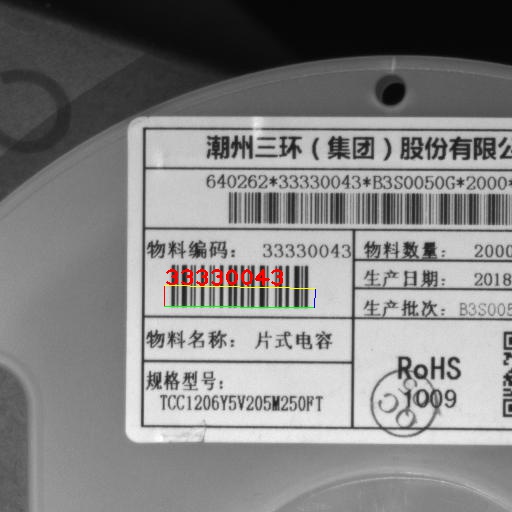 潮州三环（集团）股份有限
640262*33330043*B3S0050G*2000*
物料编码： 33330043
物料数量： 2000
33330043
生产日期： 2018
生产批次： B3S005
物料名称： 片式电容
规格型号：
TCC1206Y5V205M250FT
RoHS
1009